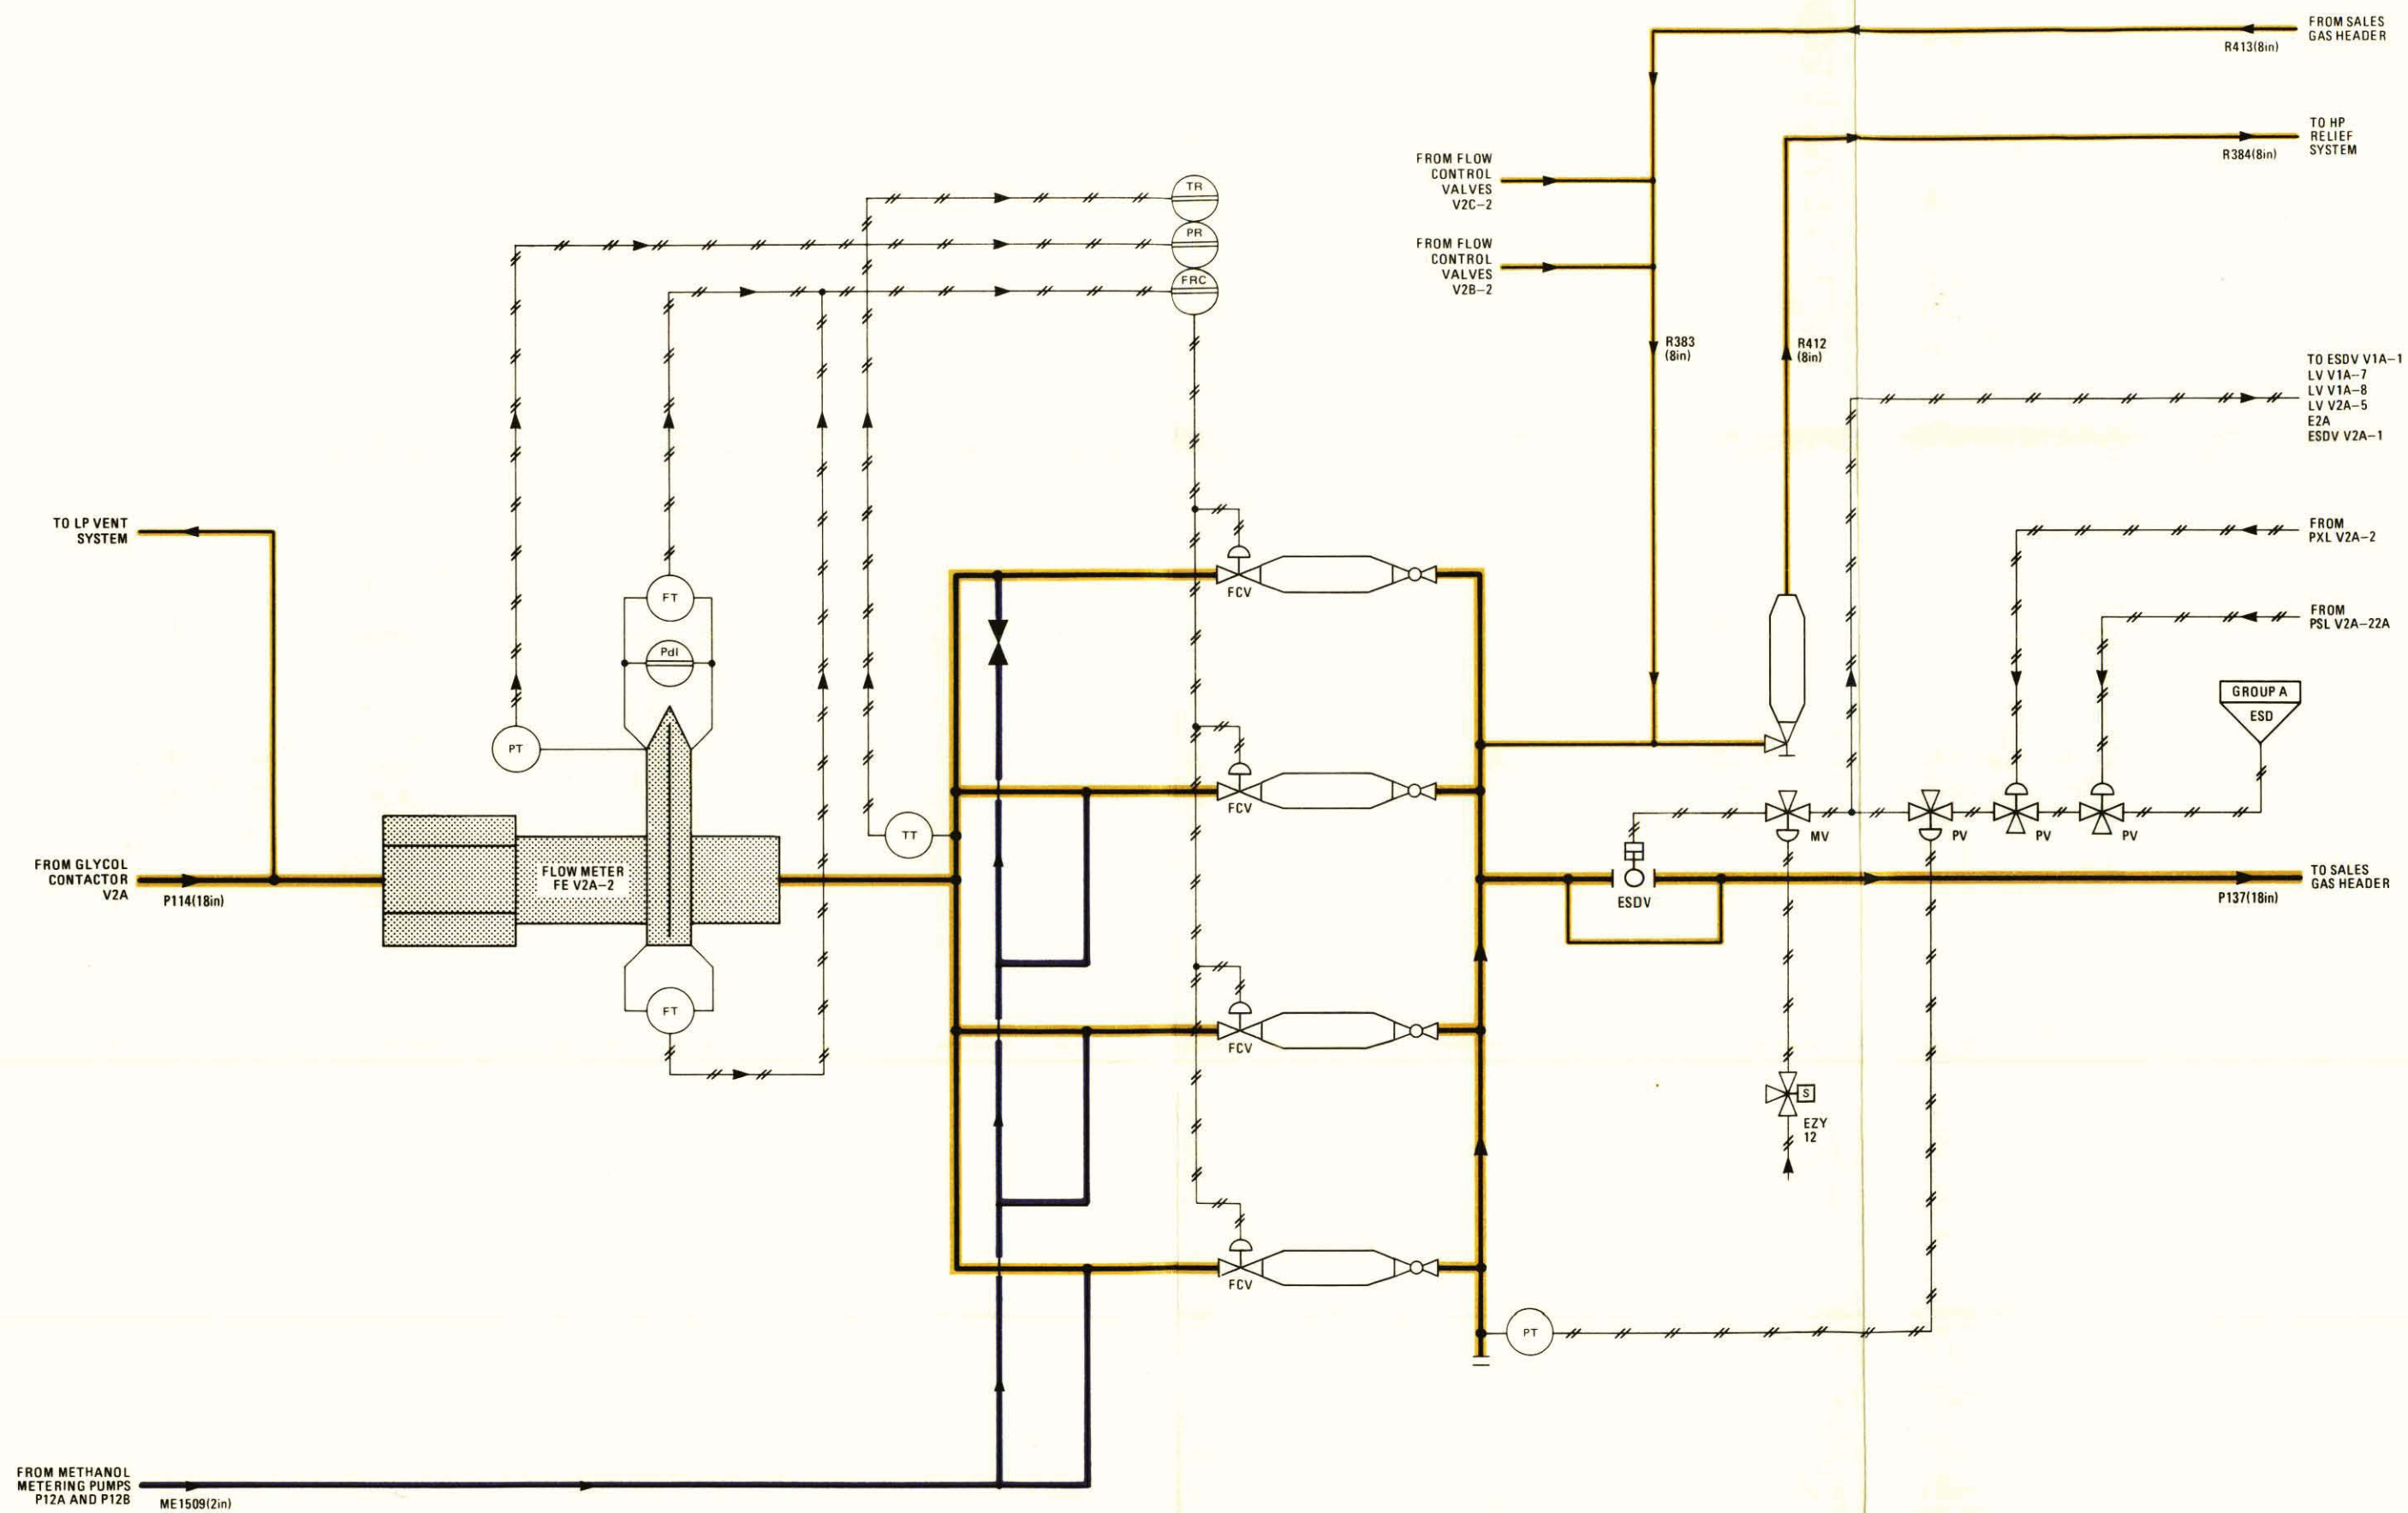 FROM SALES
GAS HEADER
R413(8in)
TO HP
RELIEF
SYSTEM
R384(8in)
FROM FLOW
CONTROL
VALVES
V2C-2
TR
PR
FRC
FROM FLOW
CONTROL
VALVES
V2B-2
R383
(8in)
R412
(8in)
TO ESDV V1A-1
LV V1A-7
LV V1A-8
LV V2A-5
E2A
ESDV V2A-1
TO LP VENT
SYSTEM
FROM
PXL V2A-2
FT
FCV
FROM
PSL V2A-22A
PdI
GROUP A
ESD
PT
FCV
TT
MV
PV
PV
PV
FROM GLYCOL
CONTACTOR
V2A
P114(18in)
FLOW METER
FE V2A-2
ESDV
TO SALES
GAS HEADER
P137(18in)
FT
FCV
S
EZY
12
FCV
PT
FROM METHANOL
METERING PUMPS
P12A AND P12B
ME1509(2in)